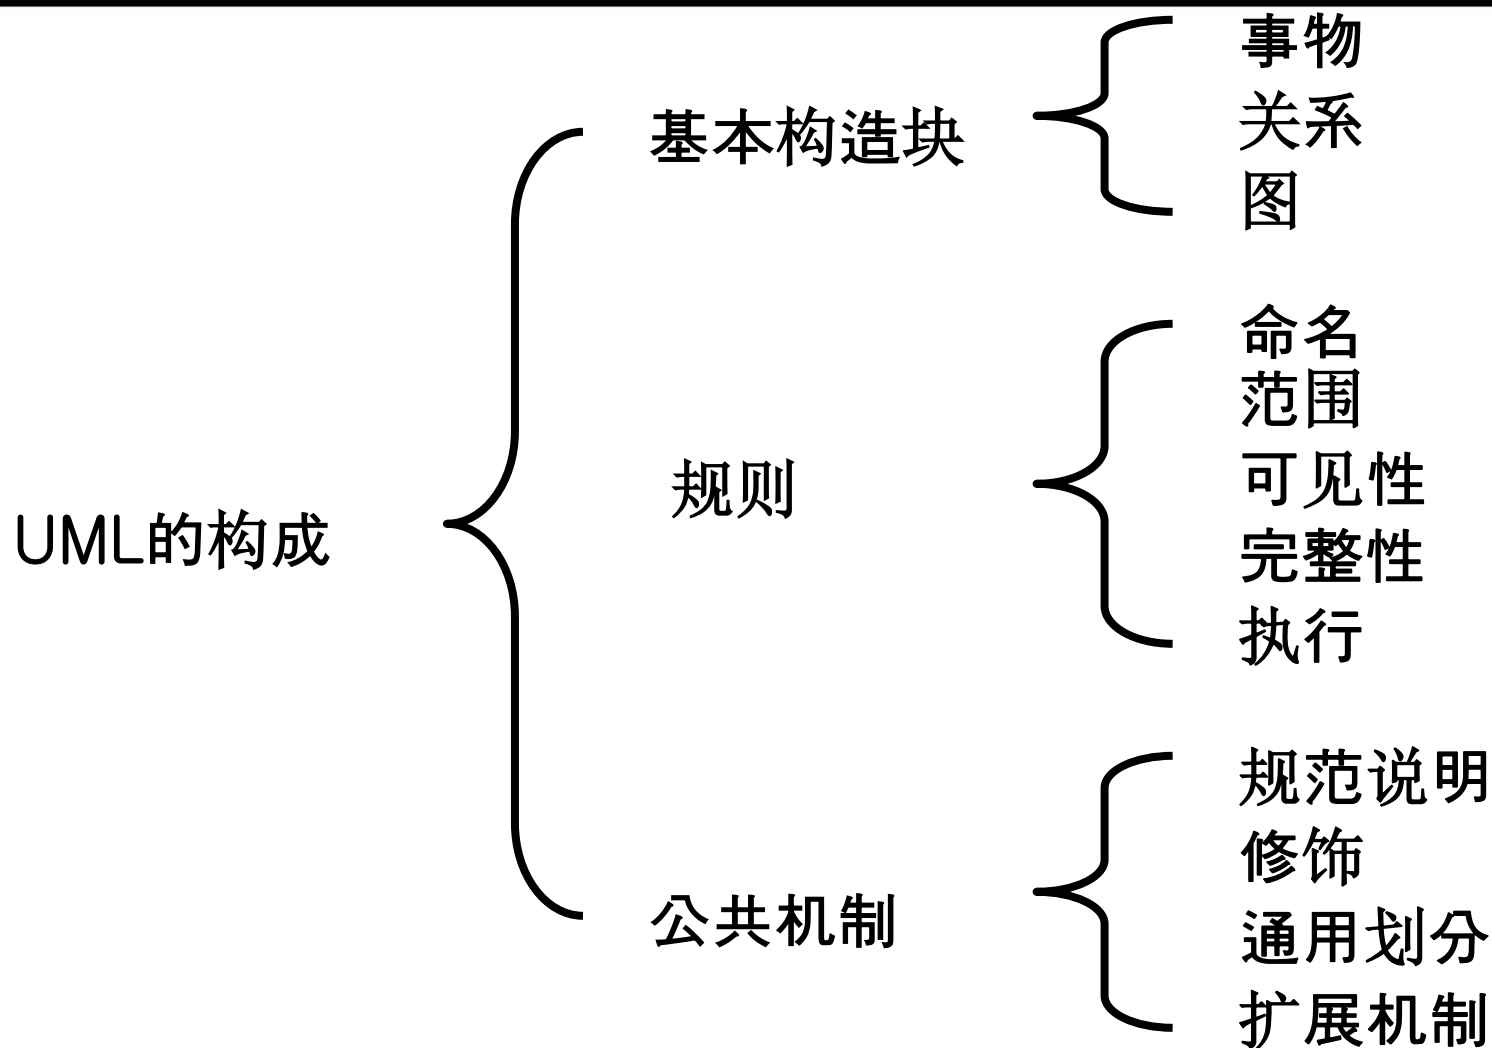 UML的构成
基本构造块
事物
关系
图
规则
命名
范围
可见性
完整性
执行
公共机制
规范说明
修饰
通用划分
扩展机制